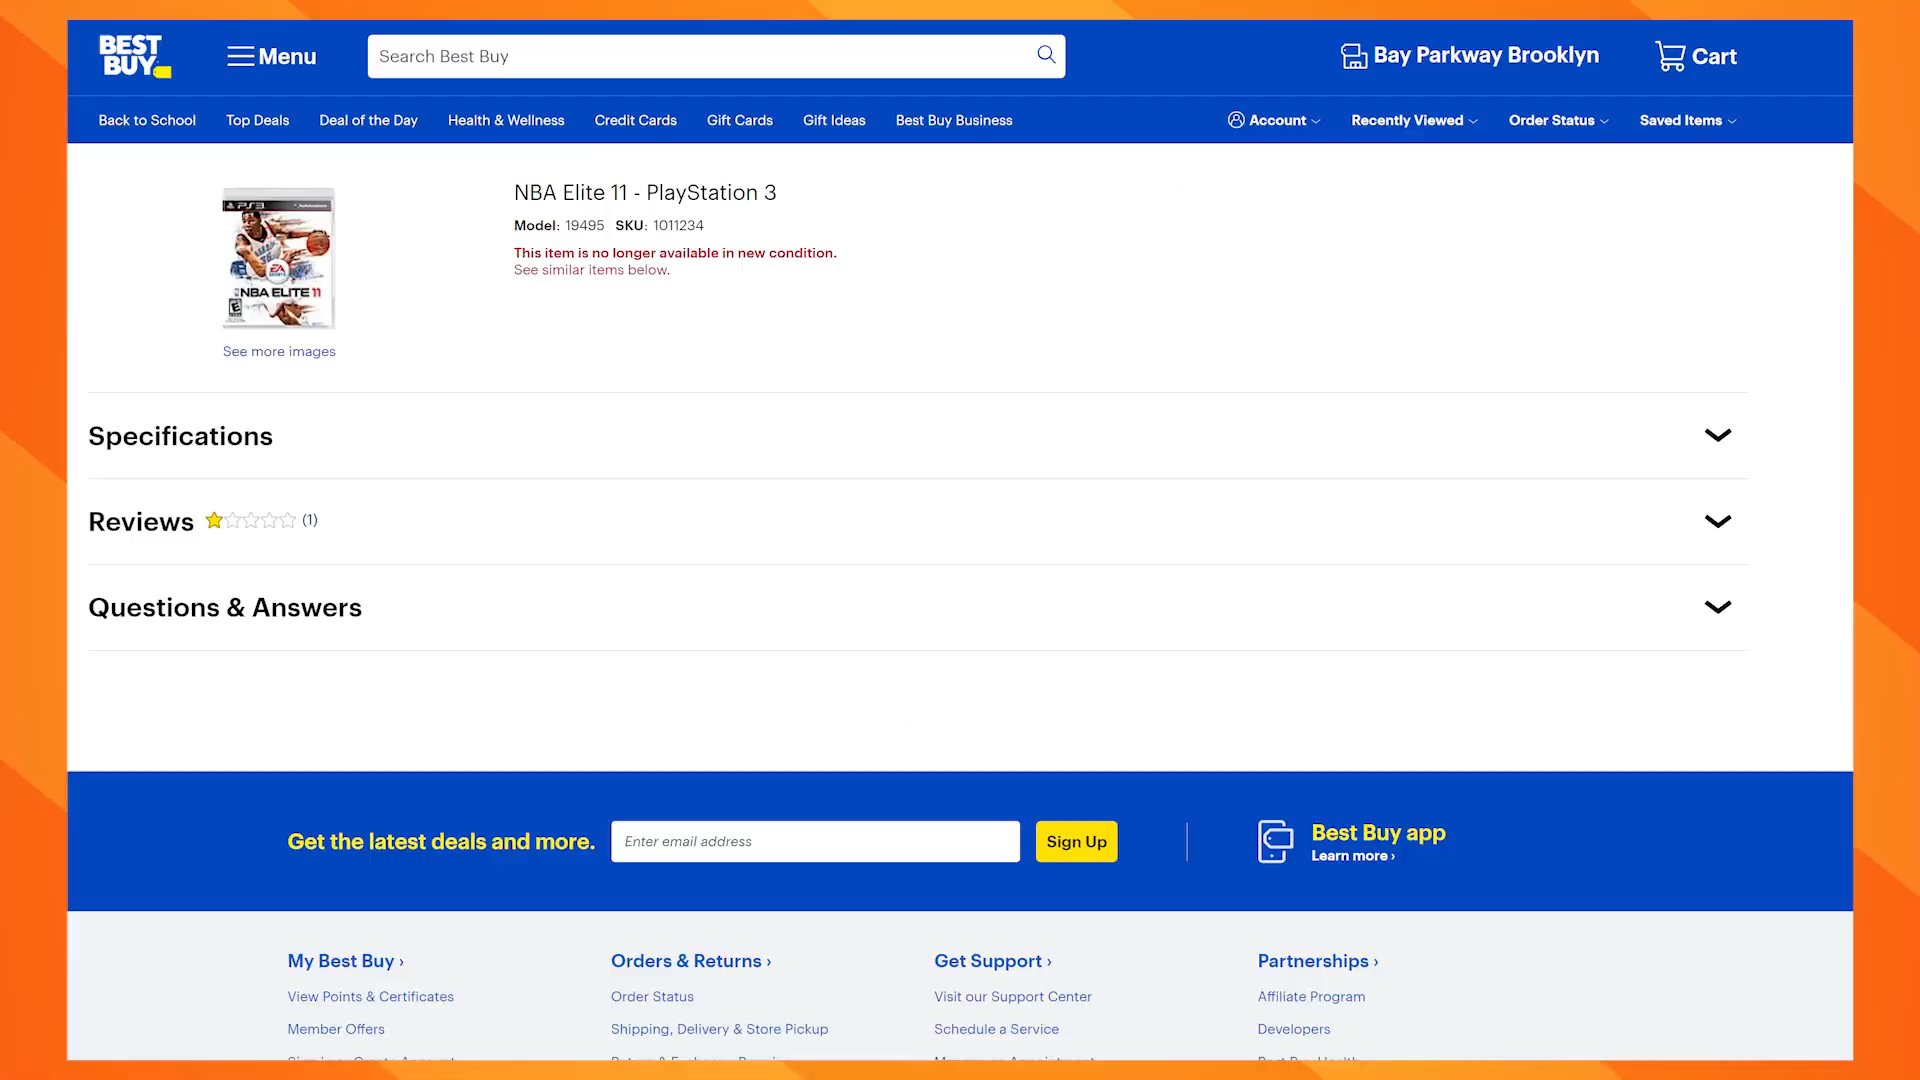 BEST BUY
Menu
Search Best Buy
Bay Parkway Brooklyn
Cart
Back to School
Top Deals
Deal of the Day
Health & Wellness
Credit Cards
Gift Cards
Gift Ideas
Best Buy Business
Account
Recently Viewed
Order Status
Saved Items
PS3
EA
SPORTS
NBA ELITE 11
E
See more images
NBA Elite 11 - PlayStation 3
Model: 19495 SKU: 1011234
This item is no longer available in new condition.
See similar items below.
Specifications
Reviews (1)
Questions & Answers
Get the latest deals and more.
Enter email address
Sign Up
Best Buy app
Learn more ›
My Best Buy ›
Orders & Returns ›
Get Support ›
Partnerships ›
View Points & Certificates
Order Status
Visit our Support Center
Affiliate Program
Member Offers
Shipping, Delivery & Store Pickup
Schedule a Service
Developers